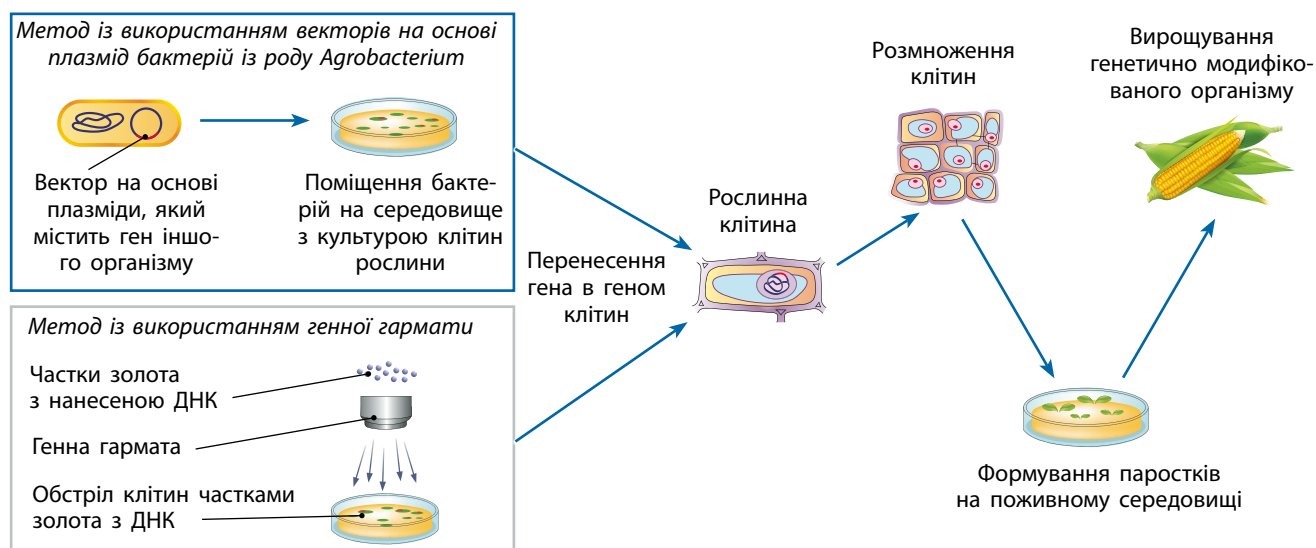 Метод із використанням векторів на основі
плазмід бактерій із роду Agrobacterium
Вектор на основі
плазміди, який
містить ген іншо-
го організму
Поміщення бакте-
рій на середовище
з культурою клітин
рослини
Метод із використанням генної гармати
Частки золота
з нанесеною ДНК
Генна гармата
Обстріл клітин частками
золота з ДНК
Перенесення
гена в геном
клітин
Рослинна
клітина
Розмноження
клітин
Формування паростків
на поживному середовищі
Вирощування
генетично модифіко-
ваного організму